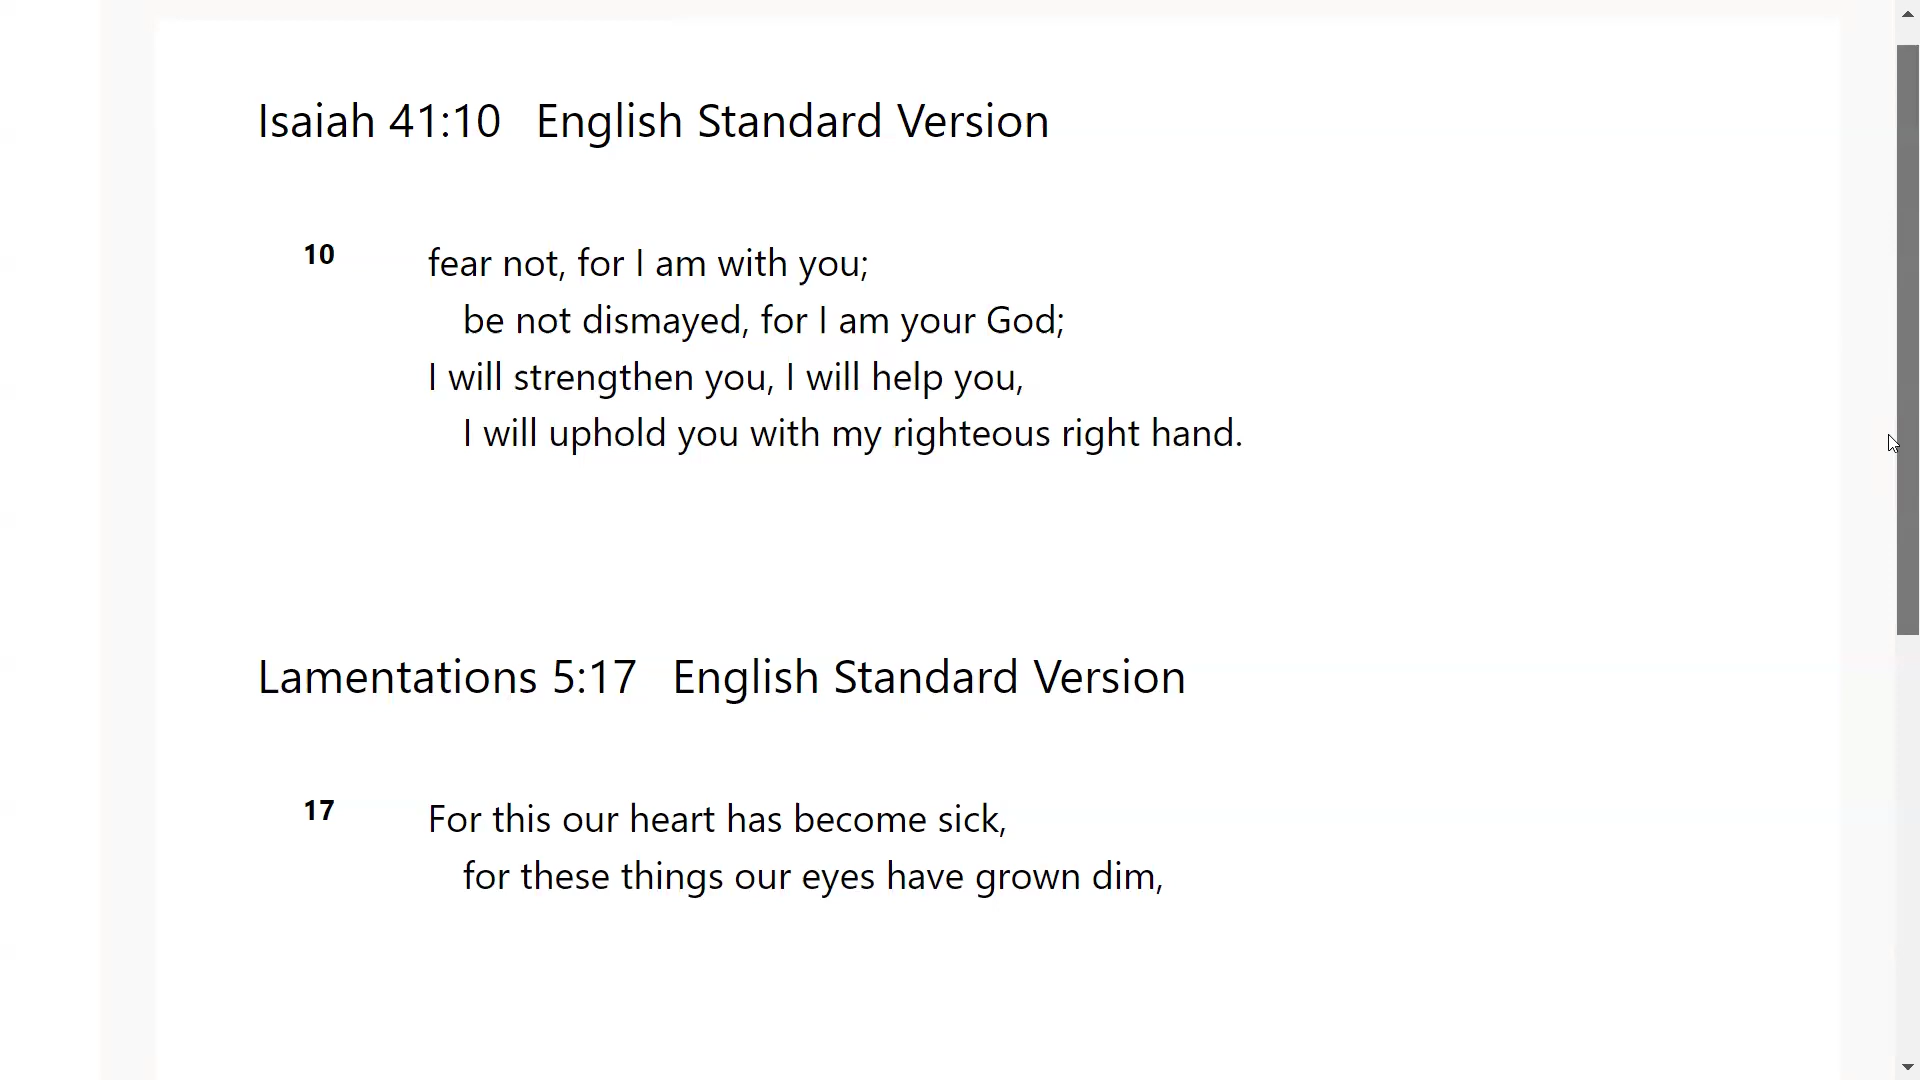 Isaiah 41:10 English Standard Version
10 fear not, for I am with you;
be not dismayed, for I am your God;
I will strengthen you, I will help you,
I will uphold you with my righteous right hand.
Lamentations 5:17 English Standard Version
17 For this our heart has become sick,
for these things our eyes have grown dim,